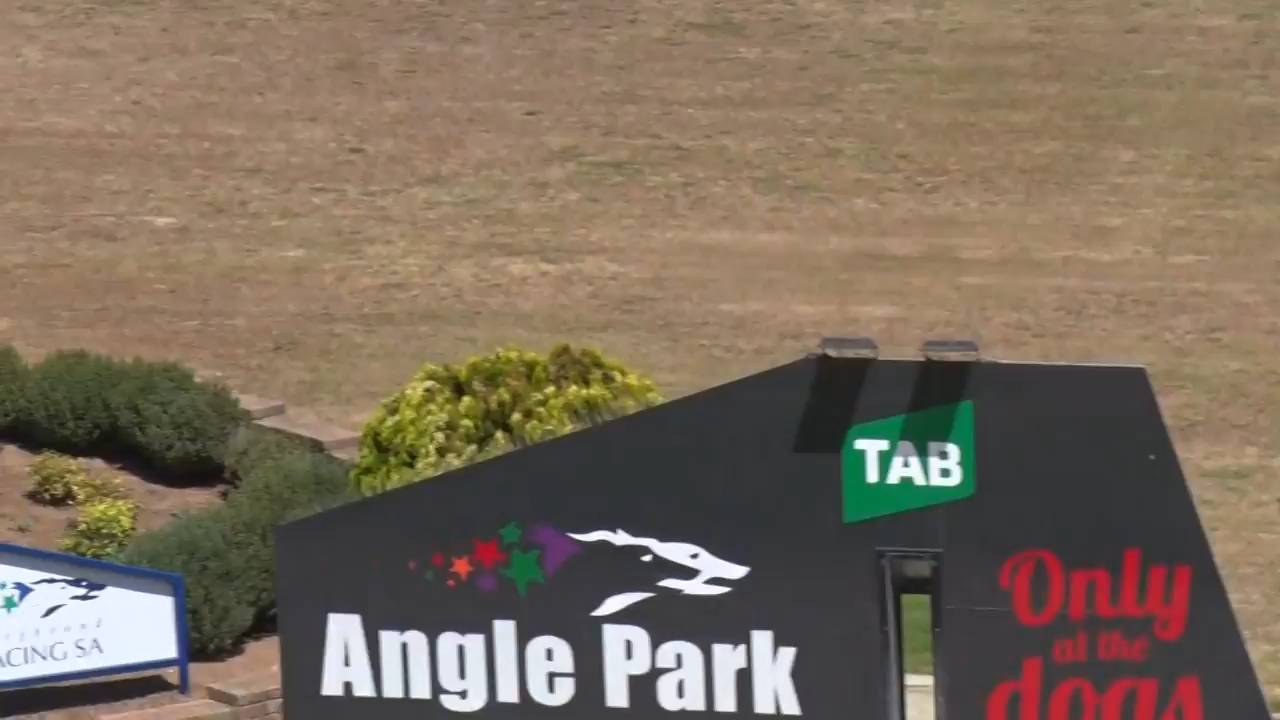 TAB
Angle Park
Only
at the
dogs
ACING SA